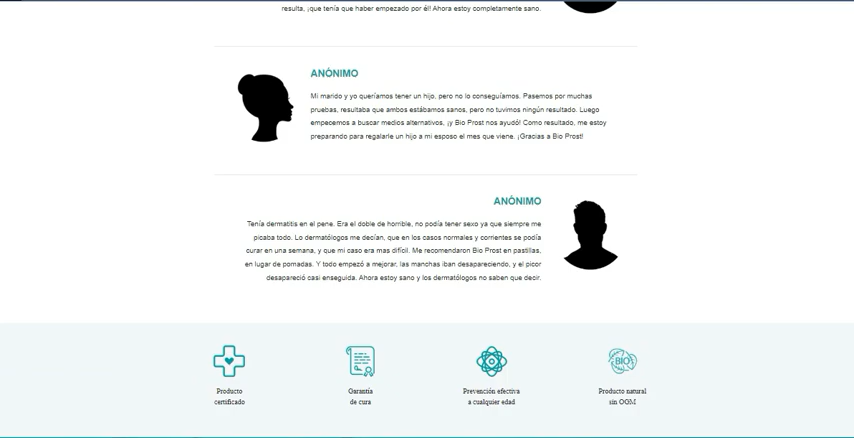 resulta, ¡que tenía que haber empezado por él! Ahora estoy completamente sano.
ANÓNIMO
Mi marido y yo queríamos tener un hijo, pero no lo conseguíamos. Pasemos por muchas
pruebas, resultaba que ambos estábamos sanos, pero no tuvimos ningún resultado. Luego
empecemos a buscar medios alternativos, ¡y Bio Prost nos ayudó! Como resultado, me estoy
preparando para regalarle un hijo a mi esposo el mes que viene. ¡Gracias a Bio Prost!
ANÓNIMO
Tenía dermatitis en el pene. Era el doble de horrible, no podía tener sexo ya que siempre me
picaba todo. Lo dermatólogos me decían, que en los casos normales y corrientes se podía
curar en una semana, y que mi caso era mas difícil. Me recomendaron Bio Prost en pastillas,
en lugar de pomadas. Y todo empezó a mejorar, las manchas iban desapareciendo, y el picor
desapareció casi enseguida. Ahora estoy sano y los dermatólogos no saben que decir.
BIO
Producto
certificado
Garantía
de cura
Prevención efectiva
a cualquier edad
Producto natural
sin OGM